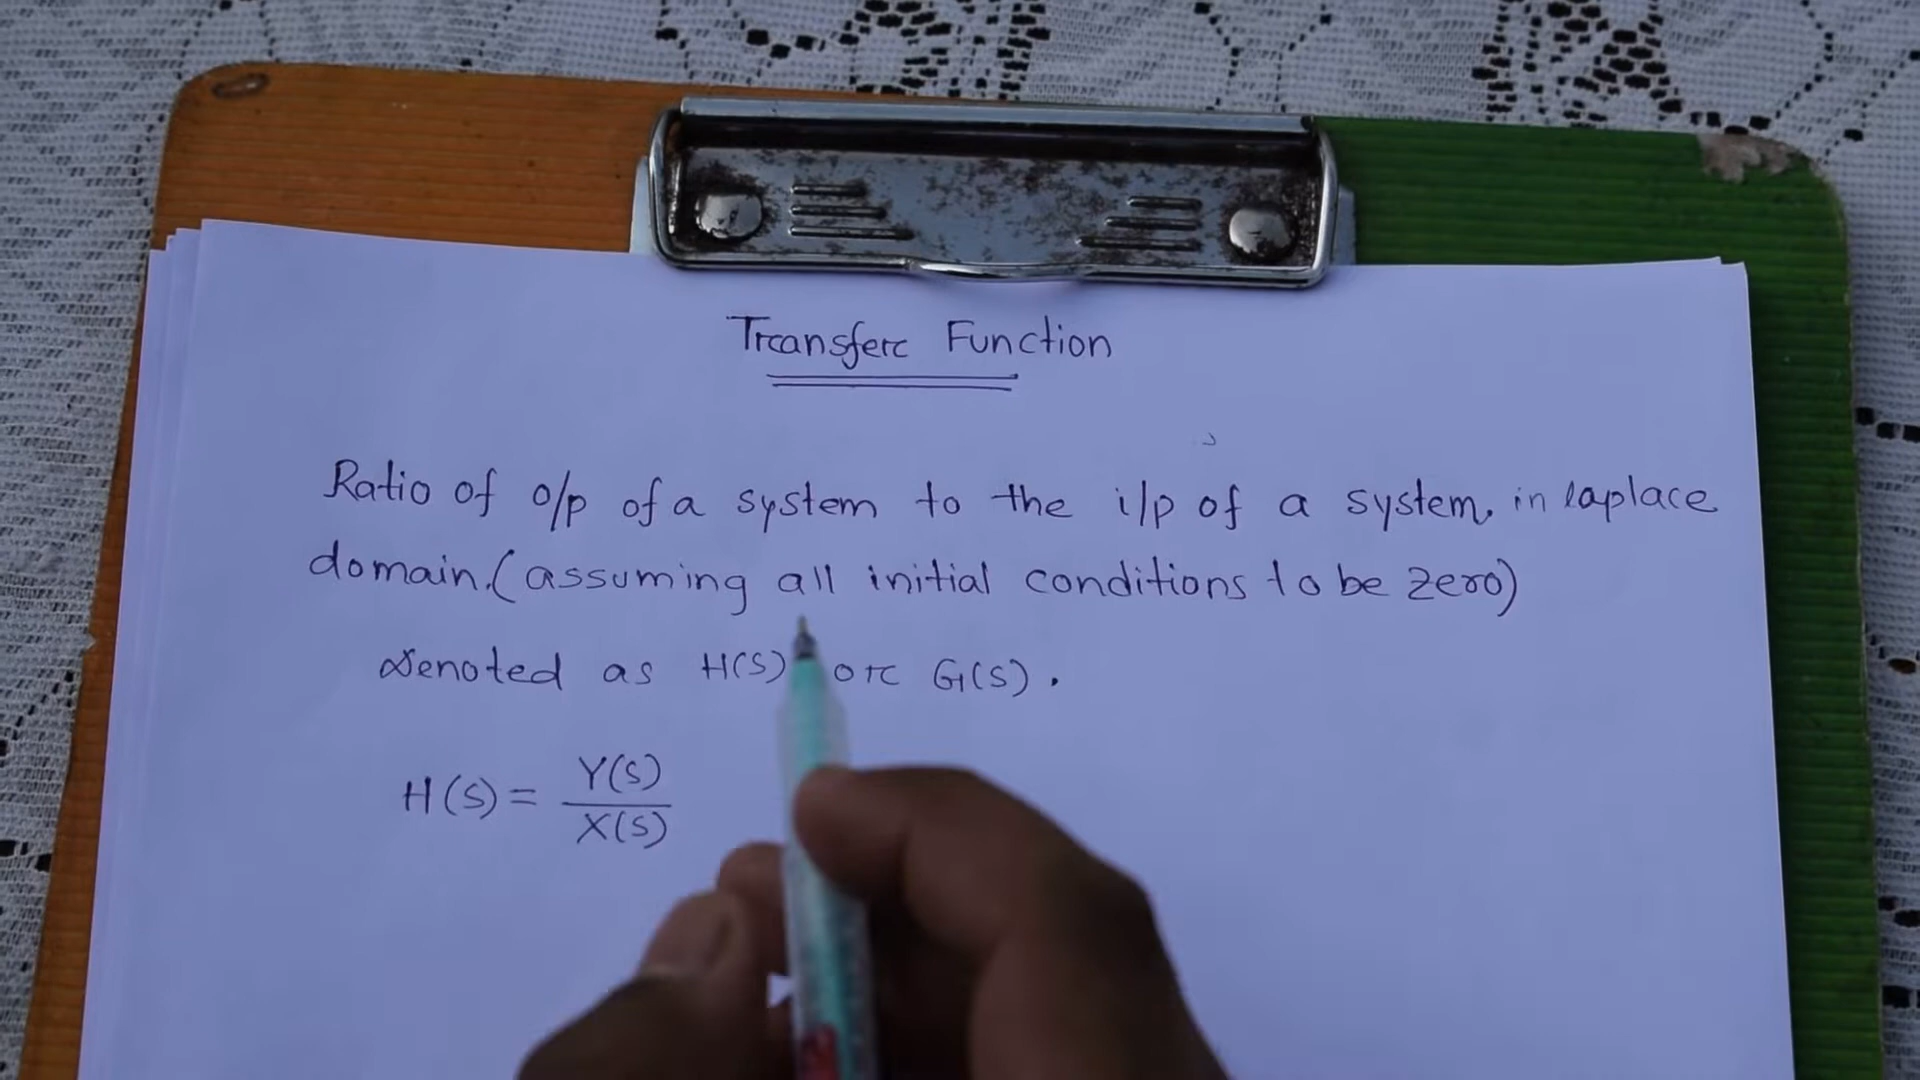 Transfer Function
Ratio of o/p of a system to the i/p of a system, in laplace
domain.(assuming all initial conditions to be zero)
Denoted as H(S) or G(S).
H(S) = Y(S)
X(S)